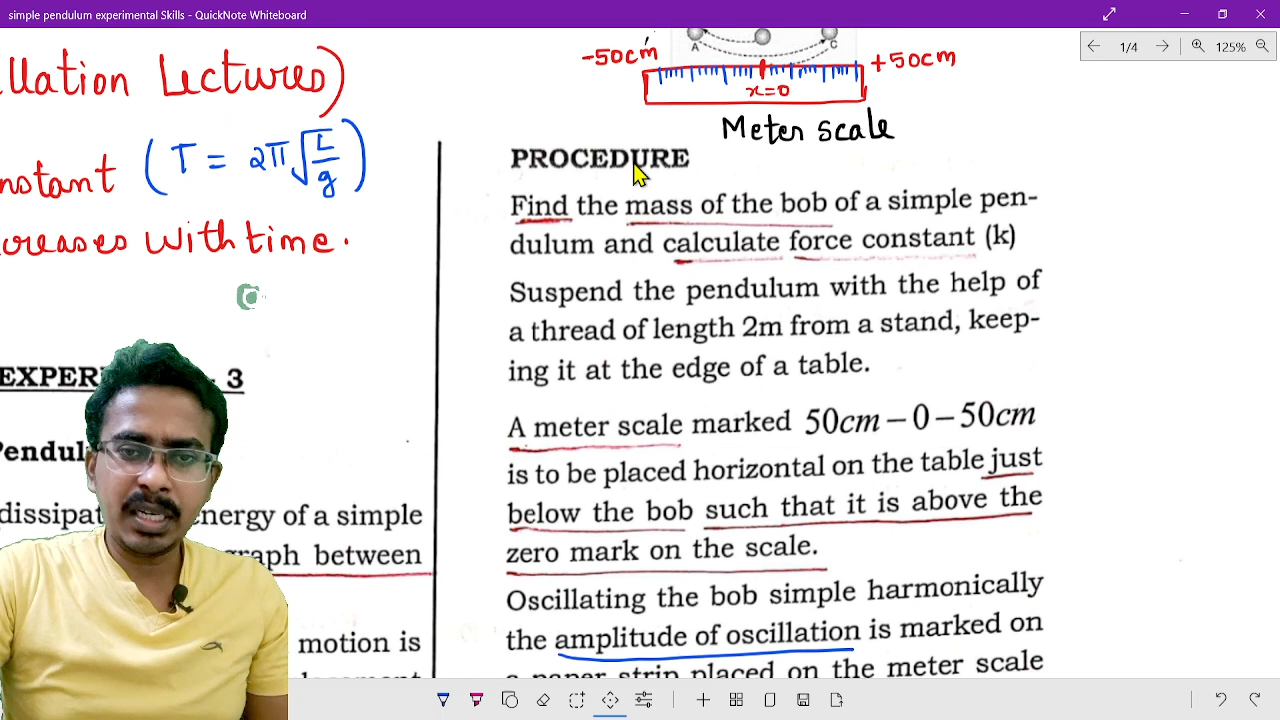 simple pendulum experimental Skills - QuickNote Whiteboard
1/4
125%
-50cm
A
C
+50cm
x=0
Meter scale
llation Lectures)
nstant (T = 2π√L/g)
creases with time.
EXPER - 3
Pendul
dissipat energy of a simple
graph between
motion is
PROCEDURE
Find the mass of the bob of a simple pen-
dulum and calculate force constant (k)
Suspend the pendulum with the help of
a thread of length 2m from a stand, keep-
ing it at the edge of a table.
A meter scale marked 50cm – 0 – 50cm
is to be placed horizontal on the table just
below the bob such that it is above the
zero mark on the scale.
Oscillating the bob simple harmonically
the amplitude of oscillation is marked on
a paper strip placed on the meter scale